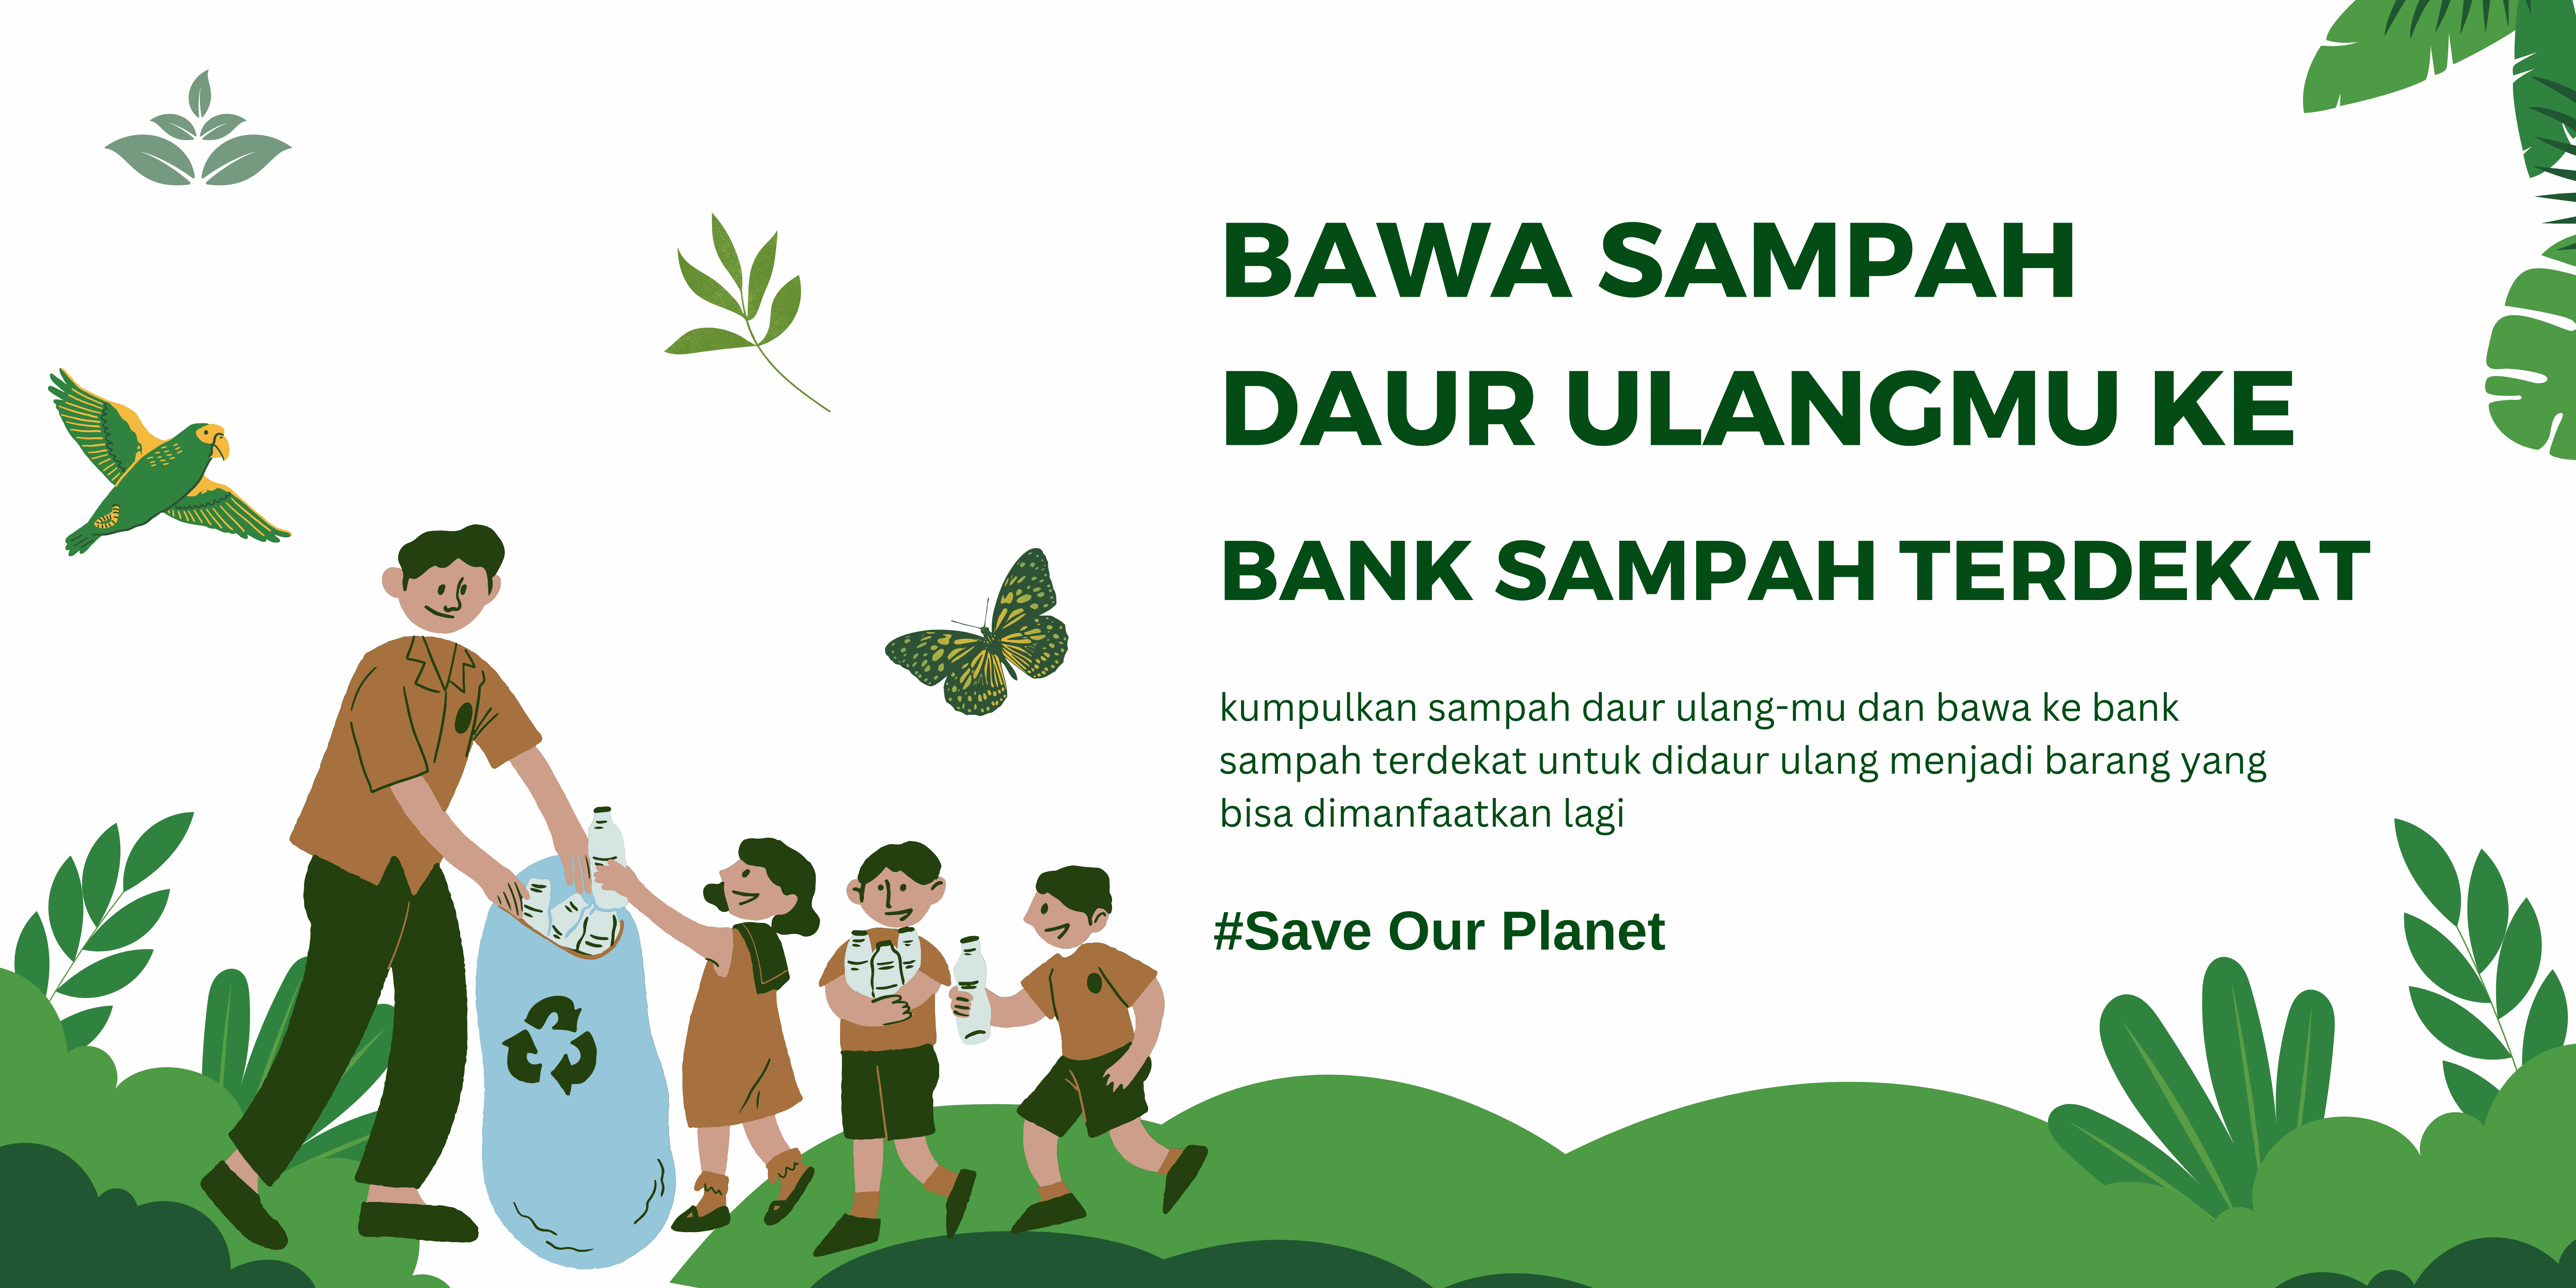 BAWA SAMPAH
DAUR ULANGMU KE
BANK SAMPAH TERDEKAT
kumpulkan sampah daur ulang-mu dan bawa ke bank
sampah terdekat untuk didaur ulang menjadi barang yang
bisa dimanfaatkan lagi
#Save Our Planet